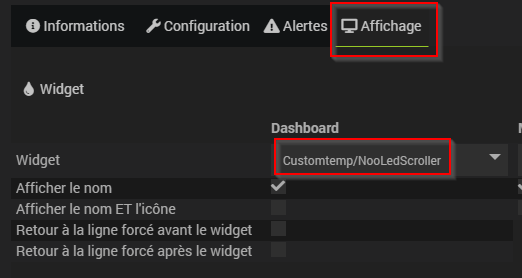 Informations Configuration Alertes Affichage
Widget
Dashboard
Widget Customtemp/NooLedScroller
Afficher le nom
Afficher le nom ET l'icône
Retour à la ligne forcé avant le widget
Retour à la ligne forcé après le widget